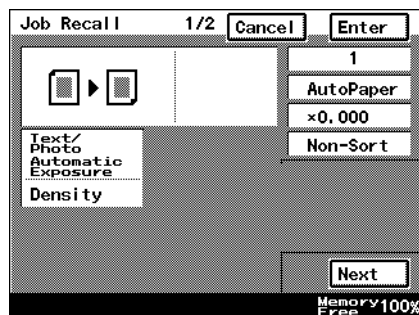 Job Recall 1/2 Cancel Enter
1
AutoPaper
×0.000
Non-Sort
Text/
Photo
Automatic
Exposure
Density
Next
Memory
Free 100%